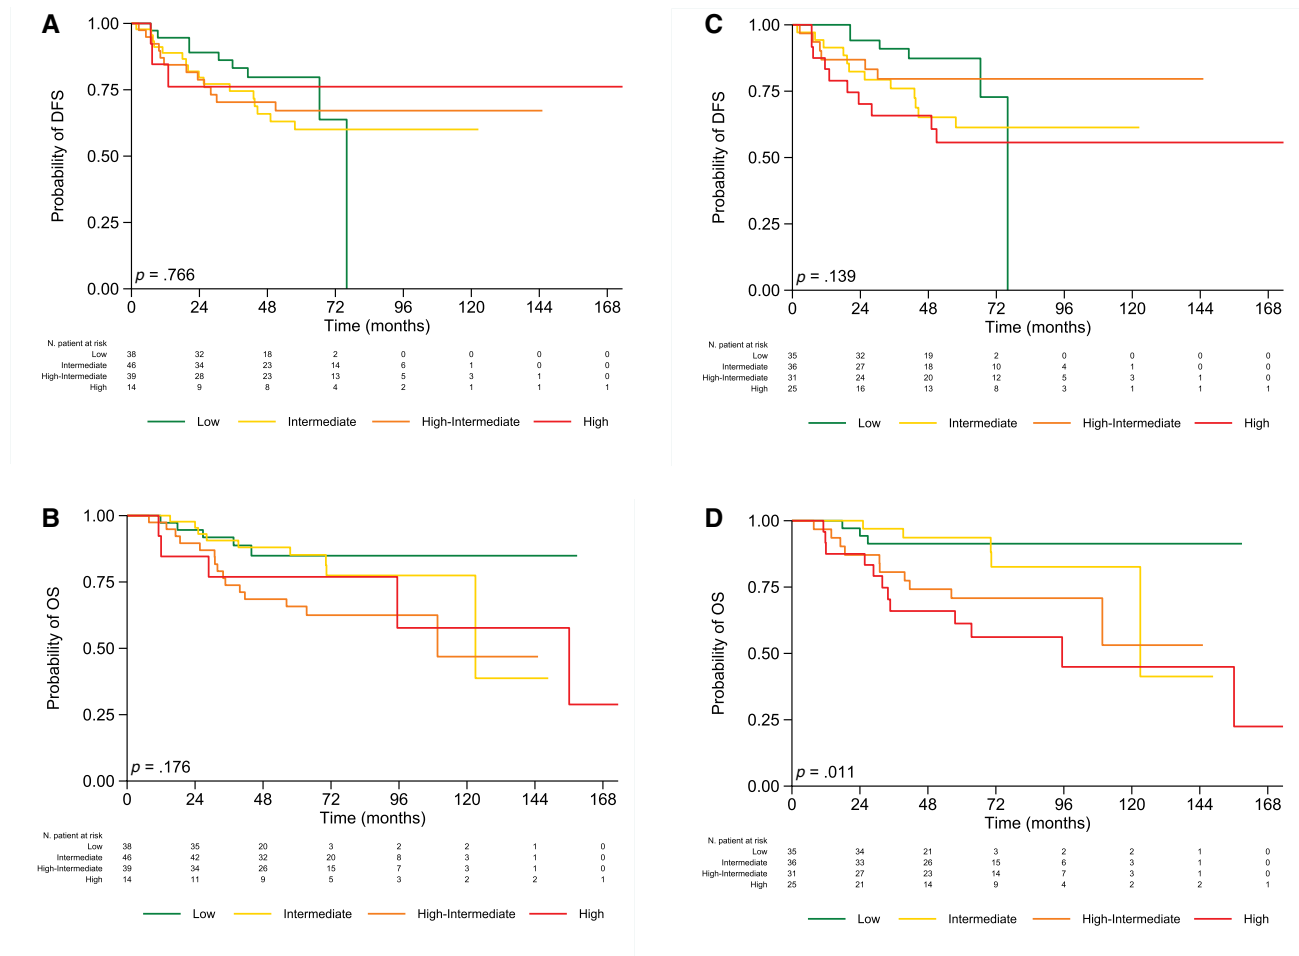 A
1.00
0.75
0.50
0.25
0.00
Probability of DFS
p = .766
0 24 48 72 96 120 144 168
Time (months)
N. patient at risk
Low 38 32 18 2 0 0 0 0
Intermediate 46 34 23 14 6 1 0 0
High-Intermediate 39 28 23 13 5 3 1 0
High 14 9 8 4 2 1 1 1
Low Intermediate High-Intermediate High
C
1.00
0.75
0.50
0.25
0.00
Probability of DFS
p = .139
0 24 48 72 96 120 144 168
Time (months)
N. patient at risk
Low 35 32 19 2 0 0 0 0
Intermediate 36 27 18 10 4 1 0 0
High-Intermediate 31 24 20 12 5 3 1 0
High 25 16 13 8 3 1 1 1
Low Intermediate High-Intermediate High
B
1.00
0.75
0.50
0.25
0.00
Probability of OS
p = .176
0 24 48 72 96 120 144 168
Time (months)
N. patient at risk
Low 38 35 20 3 2 2 1 0
Intermediate 46 42 32 20 8 3 1 0
High-Intermediate 39 34 26 15 7 3 1 0
High 14 11 9 5 3 2 2 1
Low Intermediate High-Intermediate High
D
1.00
0.75
0.50
0.25
0.00
Probability of OS
p = .011
0 24 48 72 96 120 144 168
Time (months)
N. patient at risk
Low 35 34 21 3 2 2 1 0
Intermediate 36 33 26 15 6 3 1 0
High-Intermediate 31 27 23 14 7 3 1 0
High 25 21 14 9 4 2 2 1
Low Intermediate High-Intermediate High